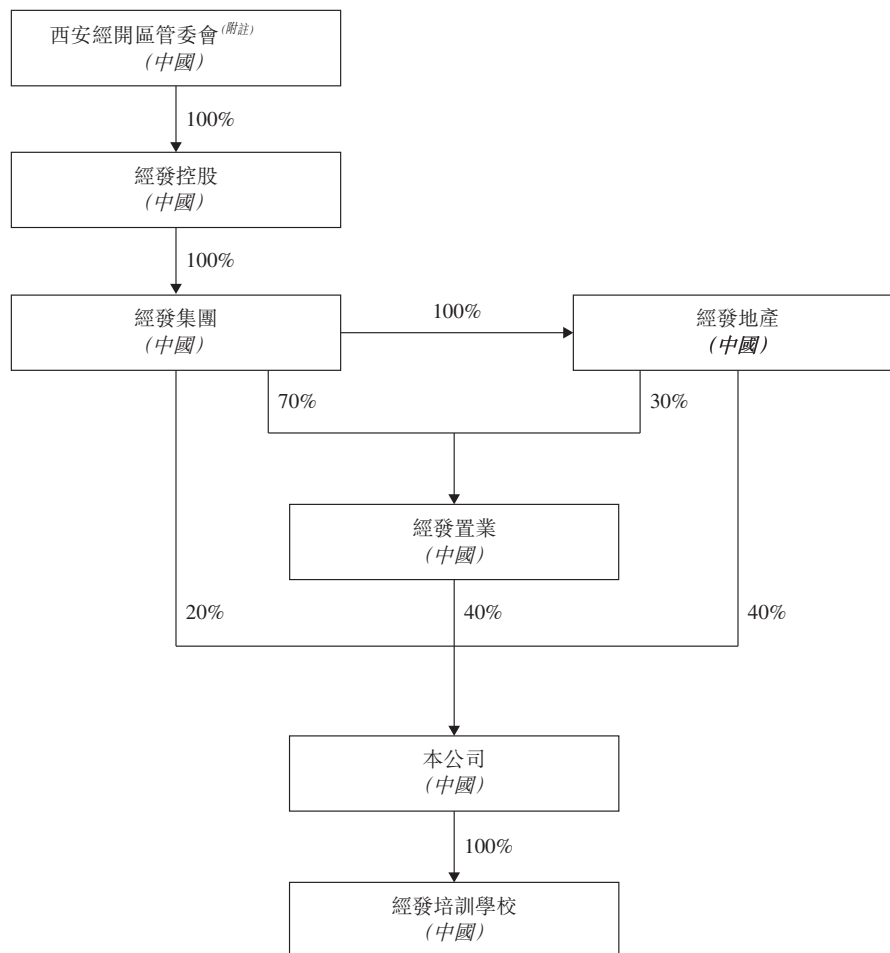 西安經開區管委會(附註)
(中國)
100%
經發控股
(中國)
100%
經發集團
(中國)
100%
經發地產
(中國)
70%
30%
經發置業
(中國)
20%
40%
40%
本公司
(中國)
100%
經發培訓學校
(中國)